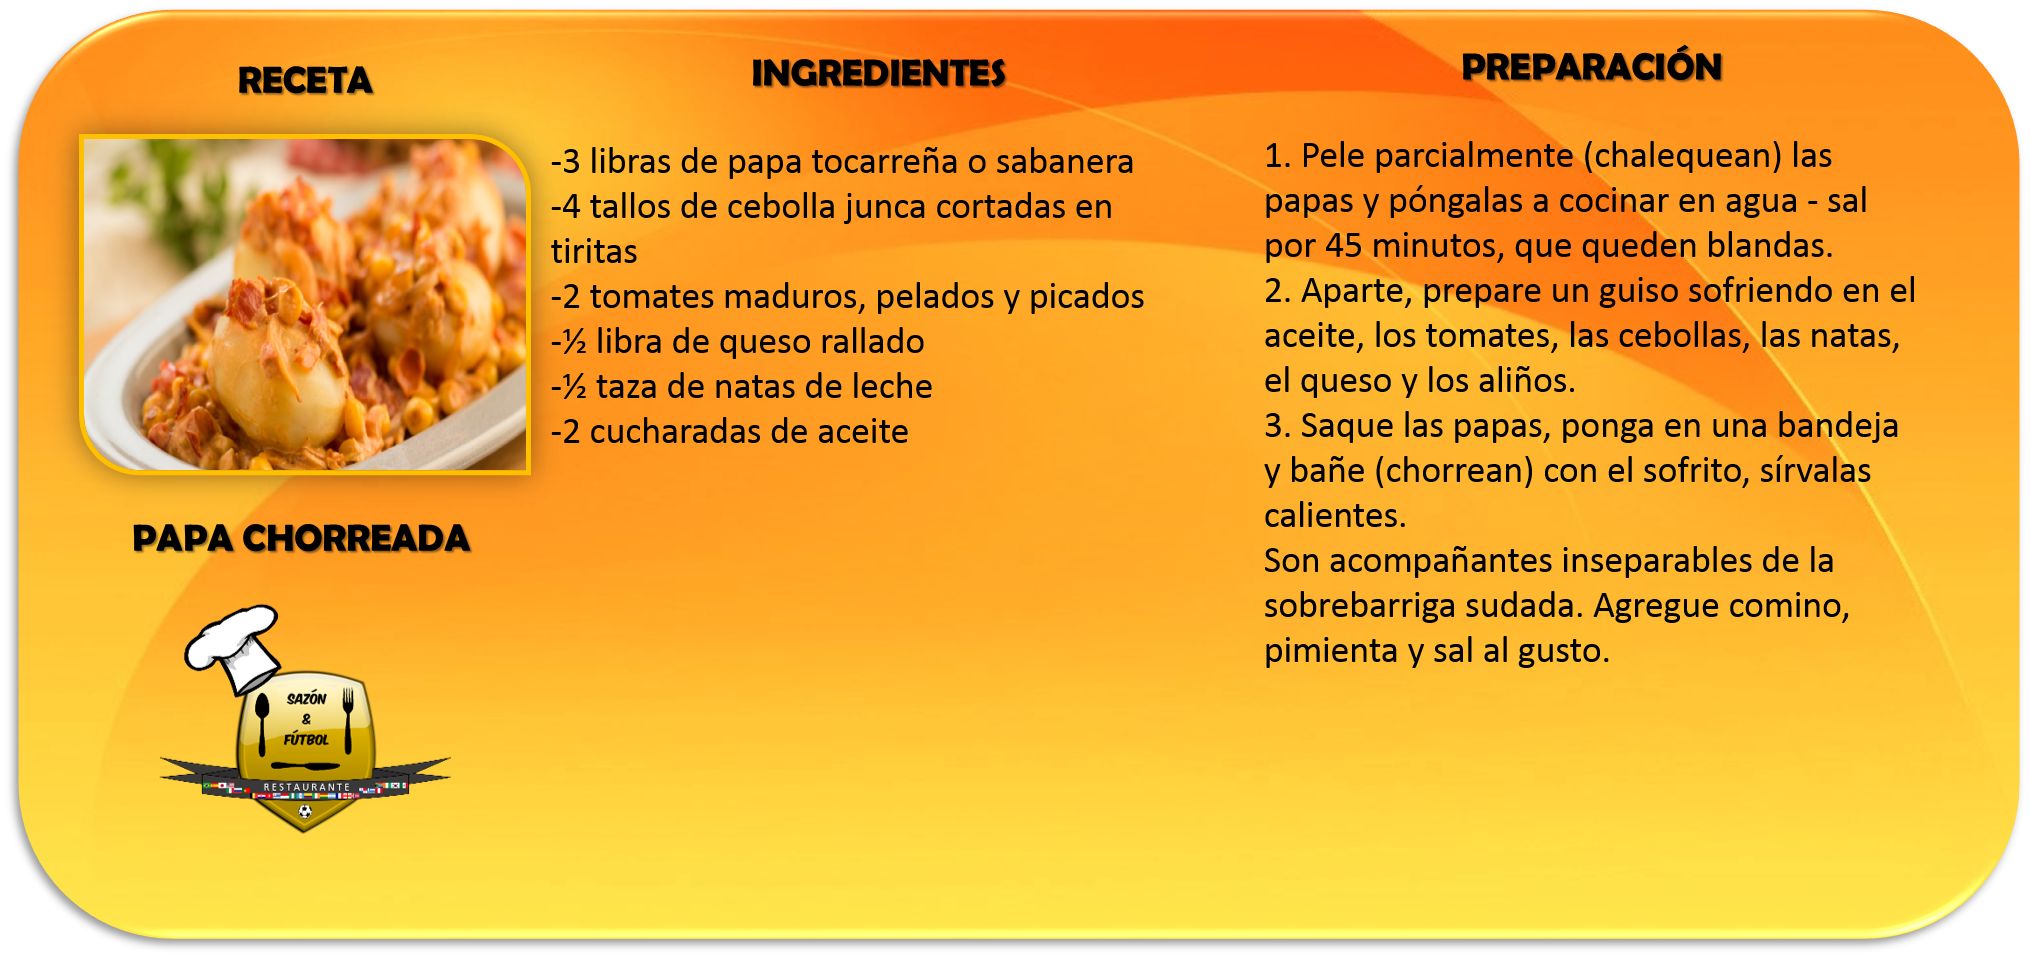 RECETA
PAPA CHORREADA
SAZÓN
&
FÚTBOL
RESTAURANTE
INGREDIENTES
-3 libras de papa tocarreña o sabanera
-4 tallos de cebolla junca cortadas en
tiritas
-2 tomates maduros, pelados y picados
-½ libra de queso rallado
-½ taza de natas de leche
-2 cucharadas de aceite
PREPARACIÓN
1. Pele parcialmente (chalequean) las
papas y póngalas a cocinar en agua - sal
por 45 minutos, que queden blandas.
2. Aparte, prepare un guiso sofriendo en el
aceite, los tomates, las cebollas, las natas,
el queso y los aliños.
3. Saque las papas, ponga en una bandeja
y bañe (chorrean) con el sofrito, sírvalas
calientes.
Son acompañantes inseparables de la
sobrebarriga sudada. Agregue comino,
pimienta y sal al gusto.